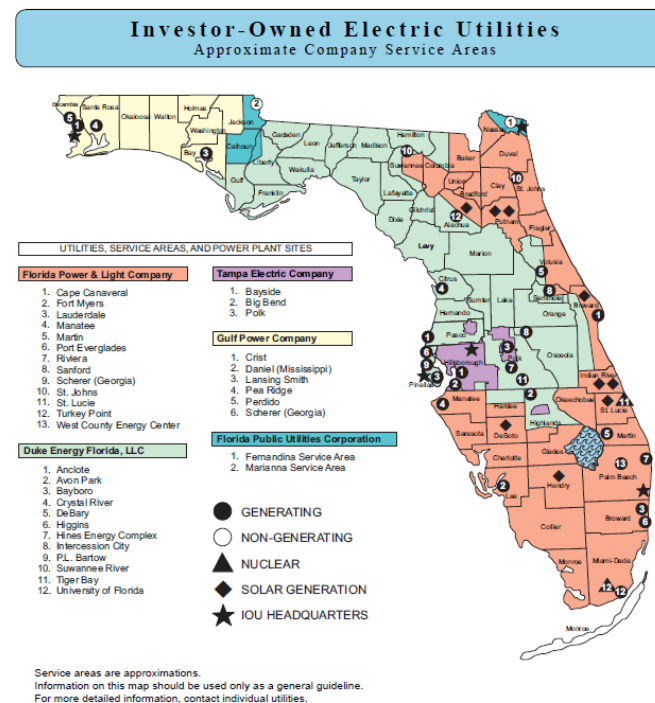 Investor-Owned Electric Utilities
Approximate Company Service Areas
Escambia
Santa Rosa
Okaloosa
Walton
Holmes
Washington
Bay
Jackson
Calhoun
Gulf
Gadsden
Liberty
Franklin
Leon
Wakulla
Jefferson
Madison
Taylor
Hamilton
Suwannee
Columbia
Lafayette
Dixie
Gilchrist
Levy
Baker
Union
Bradford
Alachua
Nassau
Duval
Clay
St. Johns
Putnam
Flagler
Marion
Volusia
Citrus
Sumter
Lake
Seminole
Hernando
Orange
Brevard
Pasco
Hillsborough
Polk
Osceola
Pinellas
Indian River
Manatee
Hardee
Okeechobee
St. Lucie
Highlands
Sarasota
DeSoto
Martin
Charlotte
Glades
Lee
Hendry
Palm Beach
Collier
Broward
Monroe
Miami-Dade
Monroe
UTILITIES, SERVICE AREAS, AND POWER PLANT SITES
Florida Power & Light Company
1. Cape Canaveral
2. Fort Myers
3. Lauderdale
4. Manatee
5. Martin
6. Port Everglades
7. Riviera
8. Sanford
9. Scherer (Georgia)
10. St. Johns
11. St. Lucie
12. Turkey Point
13. West County Energy Center
Duke Energy Florida, LLC
1. Anclote
2. Avon Park
3. Bayboro
4. Crystal River
5. DeBary
6. Higgins
7. Hines Energy Complex
8. Intercession City
9. P.L. Bartow
10. Suwannee River
11. Tiger Bay
12. University of Florida
Tampa Electric Company
1. Bayside
2. Big Bend
3. Polk
Gulf Power Company
1. Crist
2. Daniel (Mississippi)
3. Lansing Smith
4. Pea Ridge
5. Perdido
6. Scherer (Georgia)
Florida Public Utilities Corporation
1. Fernandina Service Area
2. Marianna Service Area
GENERATING
NON-GENERATING
NUCLEAR
SOLAR GENERATION
IOU HEADQUARTERS
Service areas are approximations.
Information on this map should be used only as a general guideline.
For more detailed information, contact individual utilities.